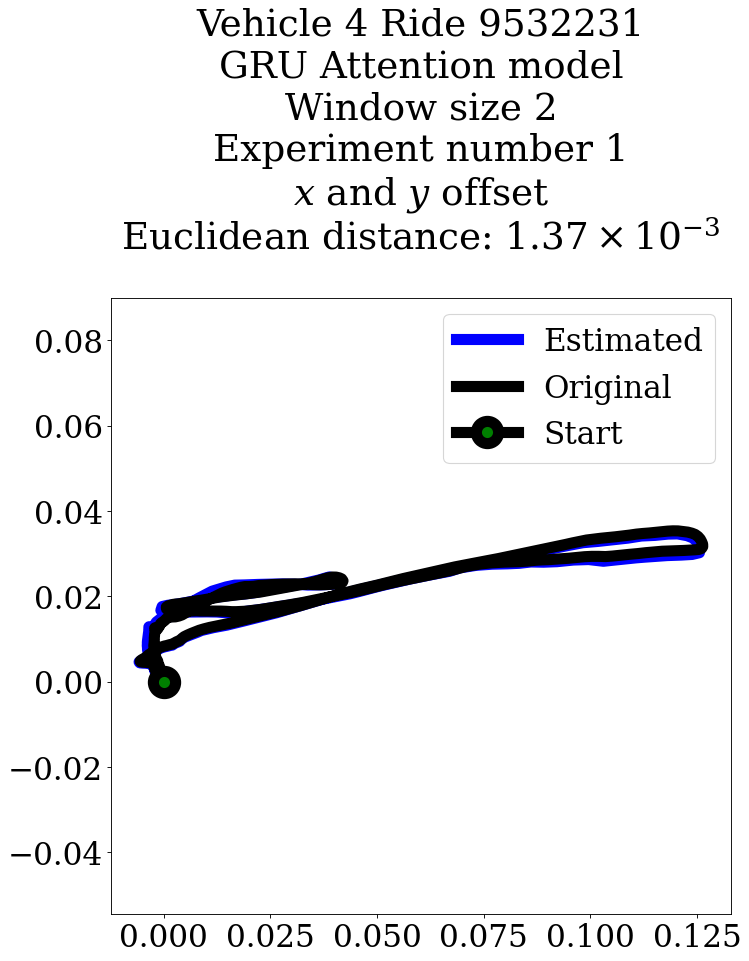 Vehicle 4 Ride 9532231
GRU Attention model
Window size 2
Experiment number 1
x and y offset
Euclidean distance: 1.37 × 10⁻³
Estimated
Original
Start
0.08
0.06
0.04
0.02
0.00
−0.02
−0.04
0.000 0.025 0.050 0.075 0.100 0.125